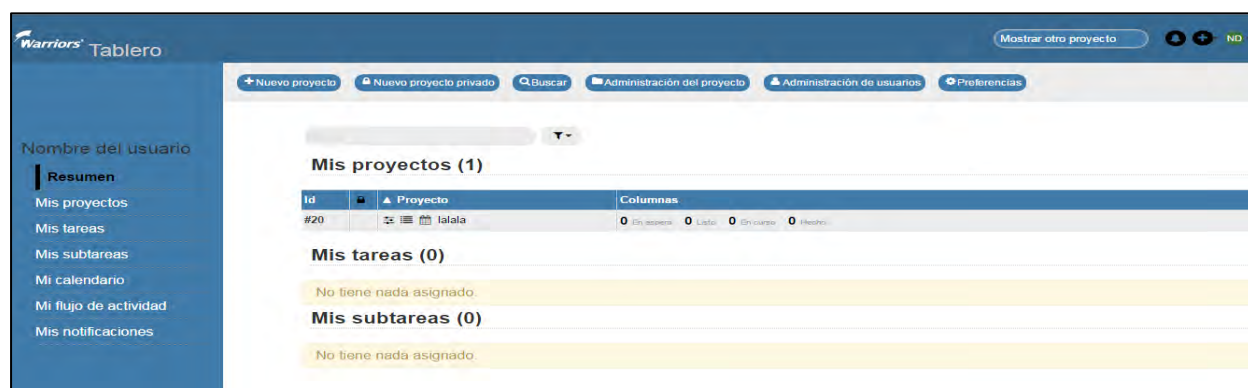 Warriors' Tablero
Mostrar otro proyecto
ND
Nuevo proyecto Nuevo proyecto privado Buscar Administración del proyecto Administración de usuarios Preferencias
Nombre del usuario
Resumen
Mis proyectos
Mis tareas
Mis subtareas
Mi calendario
Mi flujo de actividad
Mis notificaciones
Mis proyectos (1)
Id Proyecto Columnas
#20 lalala 0 En espera 0 Listo 0 En curso 0 Hecho
Mis tareas (0)
No tiene nada asignado.
Mis subtareas (0)
No tiene nada asignado.